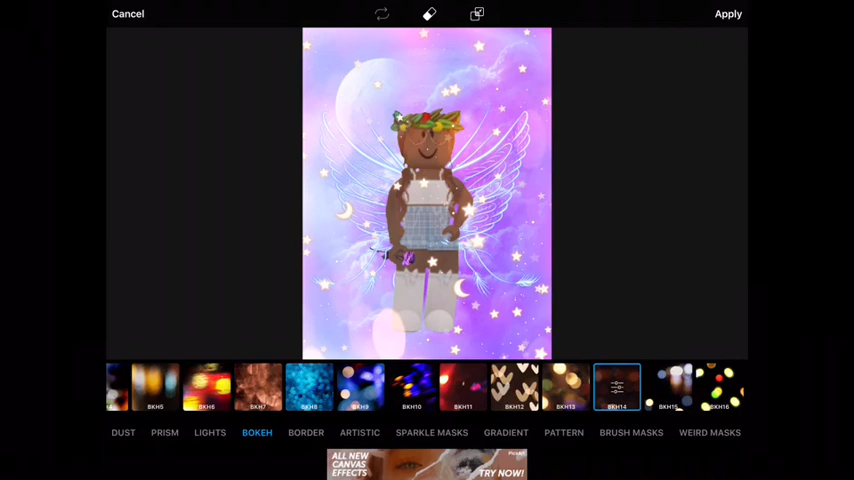 Cancel
Apply
BKH5
BKH6
BKH7
BKH8
BKH9
BKH10
BKH11
BKH12
BKH13
BKH14
BKH15
BKH16
DUST
PRISM
LIGHTS
BOKEH
BORDER
ARTISTIC
SPARKLE MASKS
GRADIENT
PATTERN
BRUSH MASKS
WEIRD MASKS
ALL NEW
CANVAS
EFFECTS
PicsArt
TRY NOW!